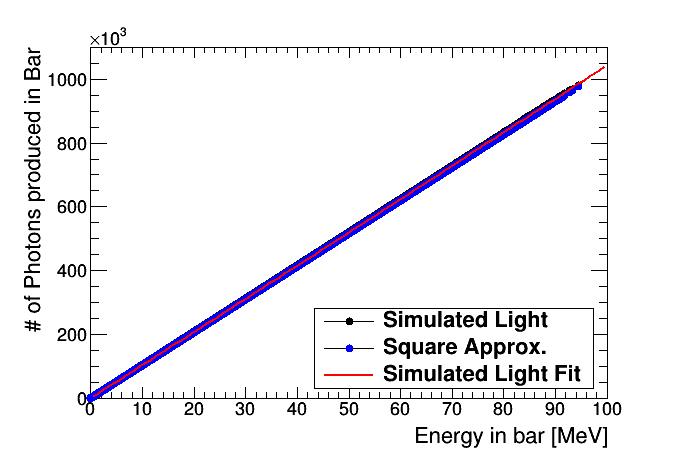 ×10³
# of Photons produced in Bar
1000
800
600
400
200
0
Simulated Light
Square Approx.
Simulated Light Fit
0 10 20 30 40 50 60 70 80 90 100
Energy in bar [MeV]